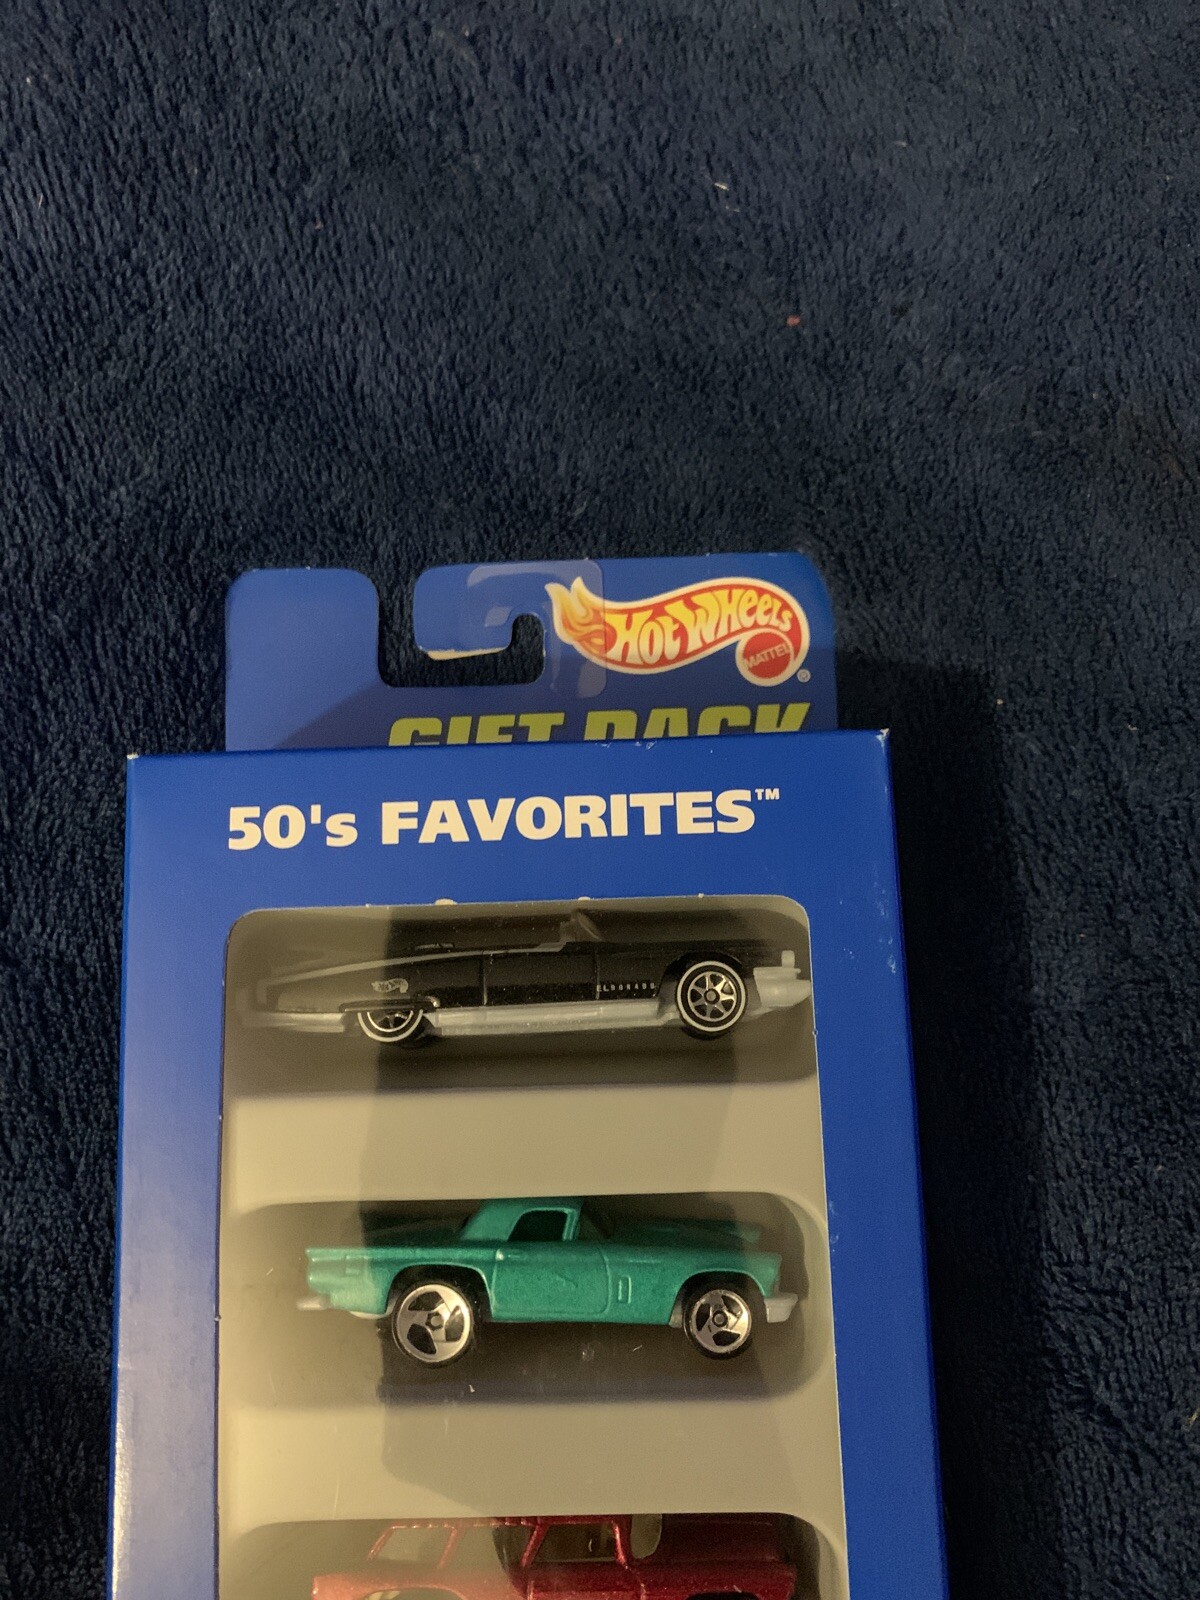 HOT WHEELS
MATTEL
®
GIFT PACK
50's FAVORITES™
ELDORADO